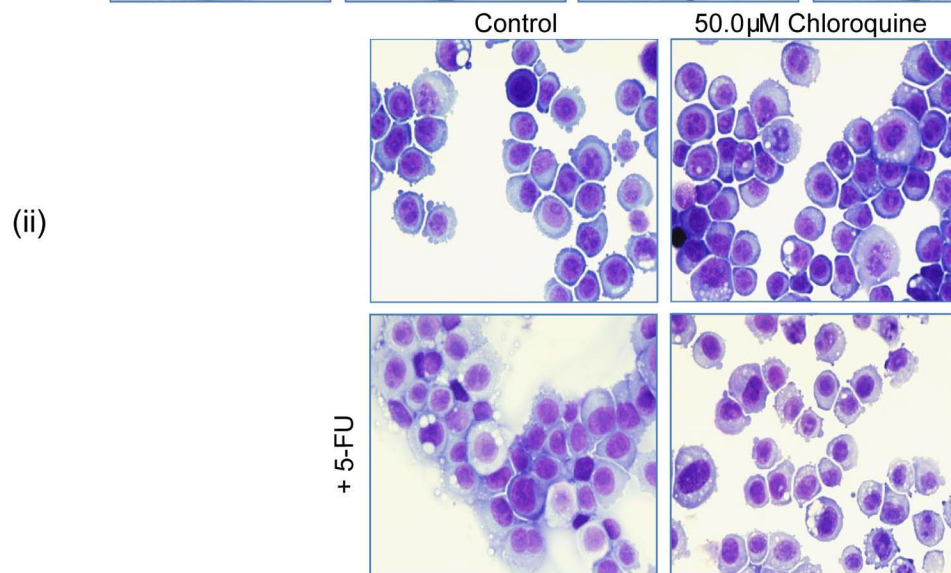 Control
50.0µM Chloroquine
(ii)
+ 5-FU